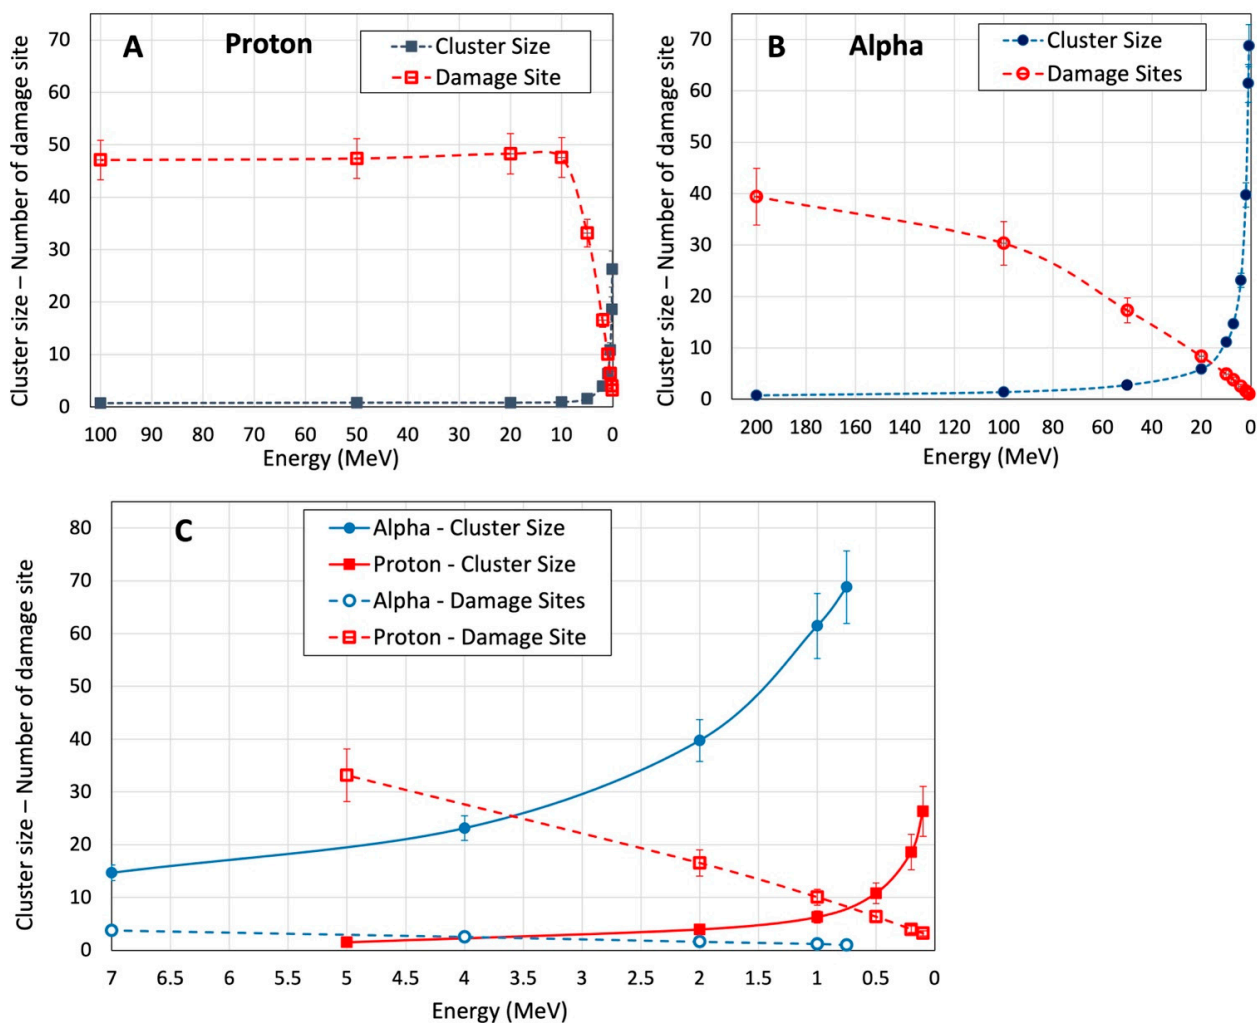 A
Proton
Cluster Size
Damage Site
Cluster size – Number of damage site
70
60
50
40
30
20
10
0
100 90 80 70 60 50 40 30 20 10 0
Energy (MeV)
B
Alpha
Cluster Size
Damage Sites
Cluster size – Number of damage site
70
60
50
40
30
20
10
0
200 180 160 140 120 100 80 60 40 20 0
Energy (MeV)
C
Alpha - Cluster Size
Proton - Cluster Size
Alpha - Damage Sites
Proton - Damage Site
Cluster size – Number of damage site
80
70
60
50
40
30
20
10
0
7 6.5 6 5.5 5 4.5 4 3.5 3 2.5 2 1.5 1 0.5 0
Energy (MeV)